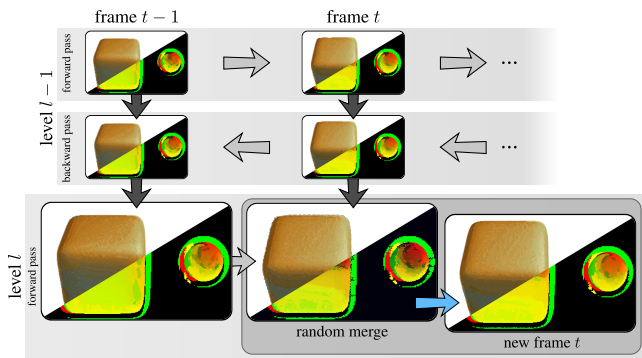 frame t − 1
frame t
level l − 1
forward pass
...
backward pass
...
level l
forward pass
random merge
new frame t